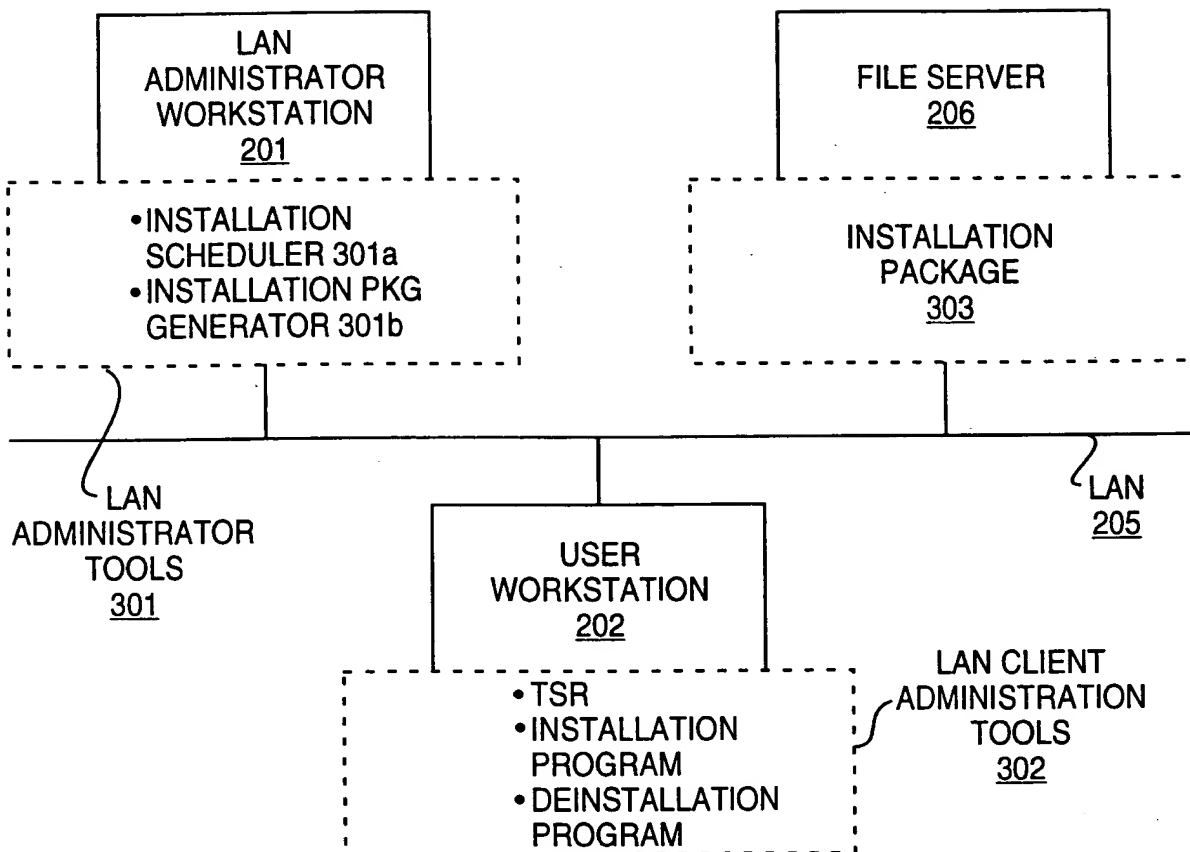 LAN
ADMINISTRATOR
WORKSTATION
201
•INSTALLATION
SCHEDULER 301a
•INSTALLATION PKG
GENERATOR 301b
FILE SERVER
206
INSTALLATION
PACKAGE
303
LAN
ADMINISTRATOR
TOOLS
301
LAN
205
USER
WORKSTATION
202
•TSR
•INSTALLATION
PROGRAM
•DEINSTALLATION
PROGRAM
LAN CLIENT
ADMINISTRATION
TOOLS
302